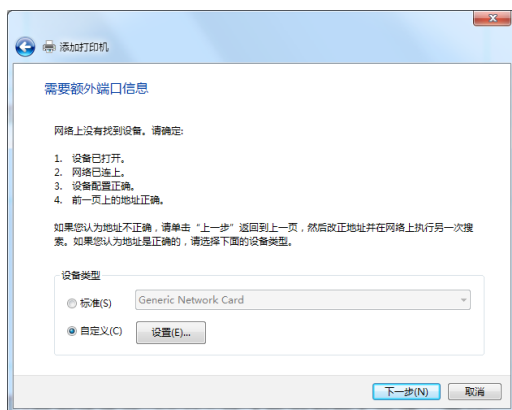 添加打印机
需要额外端口信息
网络上没有找到设备。请确定:
1. 设备已打开。
2. 网络已连上。
3. 设备配置正确。
4. 前一页上的地址正确。
如果您认为地址不正确，请单击“上一步”返回到上一页，然后改正地址并在网络上执行另一次搜
索。如果您认为地址是正确的，请选择下面的设备类型。
设备类型
标准(S) Generic Network Card
自定义(C) 设置(E)...
下一步(N) 取消